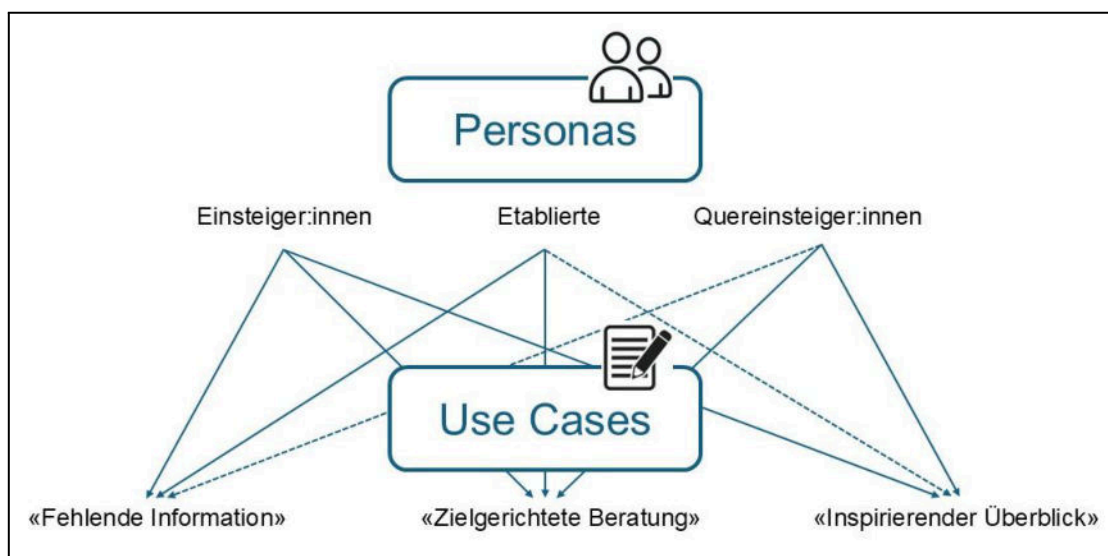 Personas
Einsteiger:innen Etablierte Quereinsteiger:innen
Use Cases
«Fehlende Information» «Zielgerichtete Beratung» «Inspirierender Überblick»